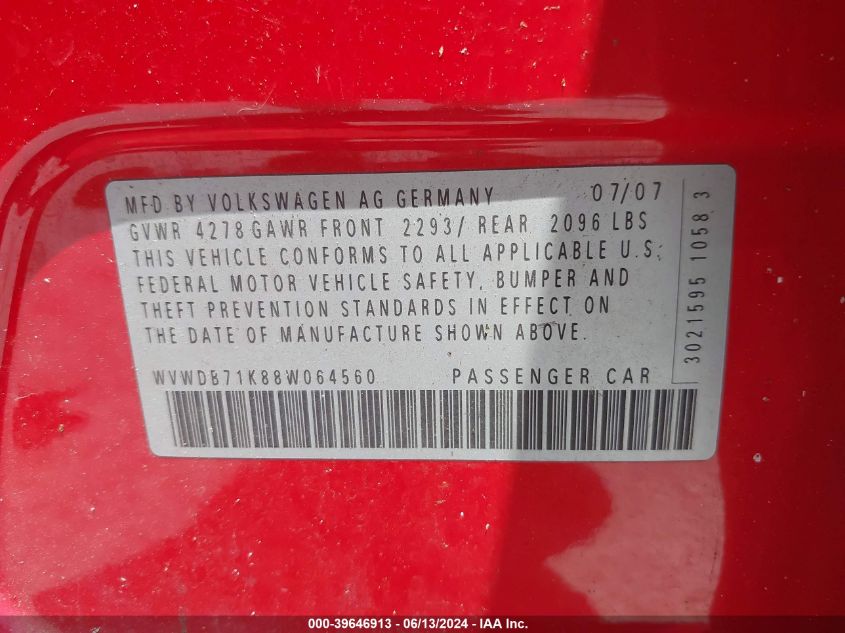 MFD BY VOLKSWAGEN AG GERMANY 07/07
GVWR 4278 GAWR FRONT 2293/ REAR 2096 LBS
THIS VEHICLE CONFORMS TO ALL APPLICABLE U.S.
FEDERAL MOTOR VEHICLE SAFETY, BUMPER AND
THEFT PREVENTION STANDARDS IN EFFECT ON
THE DATE OF MANUFACTURE SHOWN ABOVE.
WVWDB71K88W064560 PASSENGER CAR
3021595 1058 3
000-39646913 - 06/13/2024 - IAAI.com